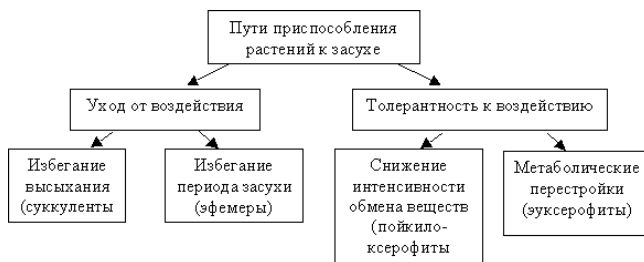 Пути приспособления
растений к засухе
Уход от воздействия
Толерантность к воздействию
Избегание
высыхания
(суккуленты
Избегание
периода засухи
(эфемеры)
Снижение
интенсивности
обмена веществ
(пойкило-
ксерофиты
Метаболические
перестройки
(эуксерофиты)